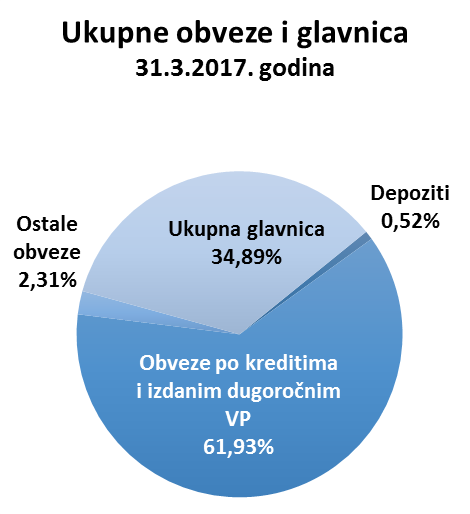 Ukupne obveze i glavnica
31.3.2017. godina
Depoziti
0,52%
Ostale
obveze
2,31%
Ukupna glavnica
34,89%
Obveze po kreditima
i izdanim dugoročnim
VP
61,93%